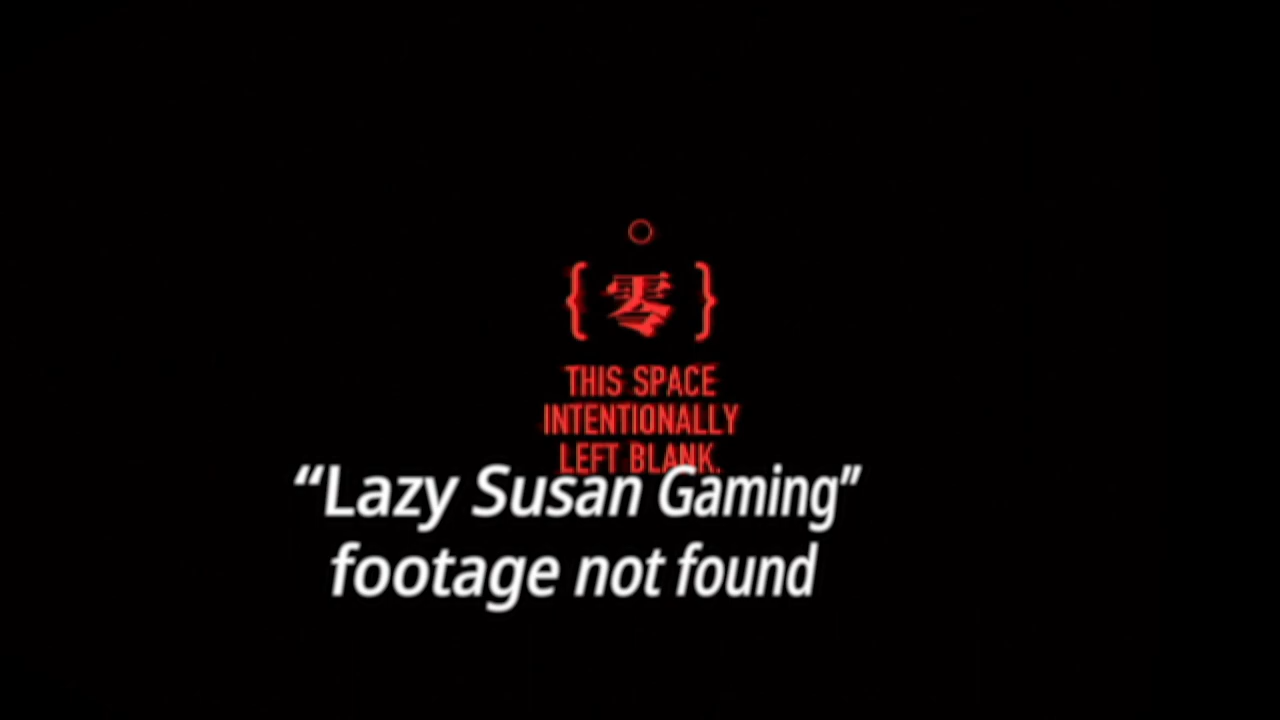 {零}
THIS SPACE
INTENTIONALLY
LEFT BLANK.
“Lazy Susan Gaming”
footage not found